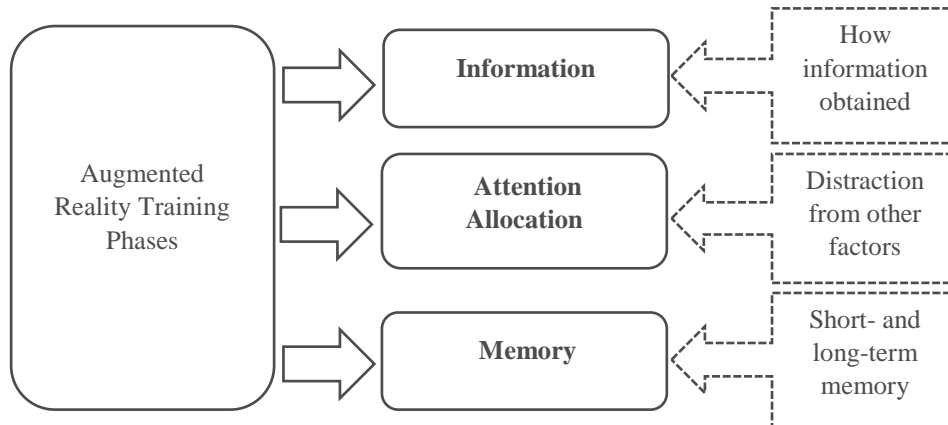 Augmented
Reality Training
Phases
Information
How
information
obtained
Attention
Allocation
Distraction
from other
factors
Memory
Short- and
long-term
memory